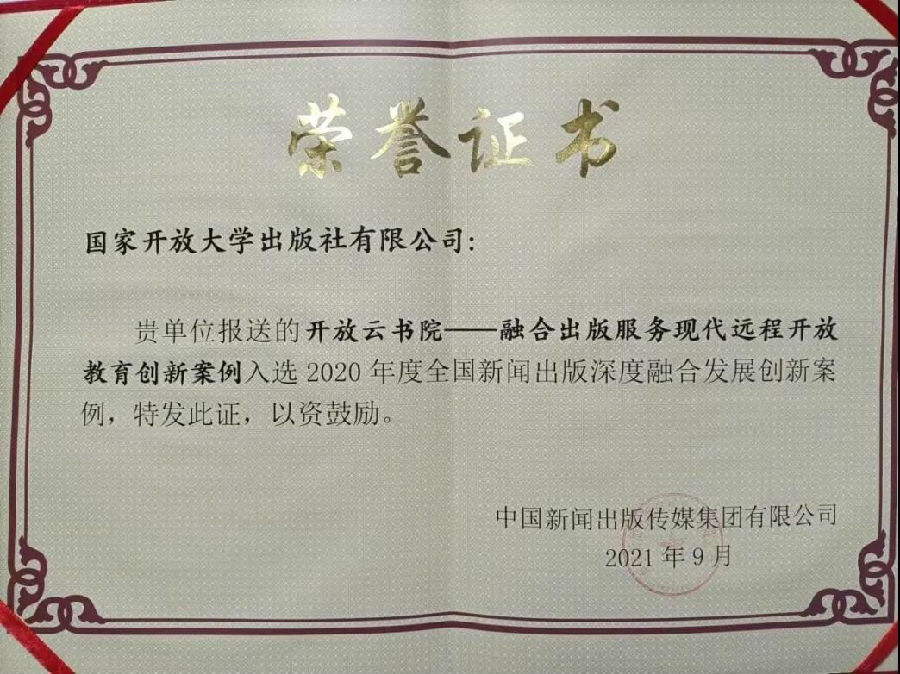 荣誉证书
国家开放大学出版社有限公司:
贵单位报送的开放云书院——融合出版服务现代远程开放
教育创新案例入选2020年度全国新闻出版深度融合发展创新案
例，特发此证，以资鼓励。
中国新闻出版传媒集团有限公司
2021年9月